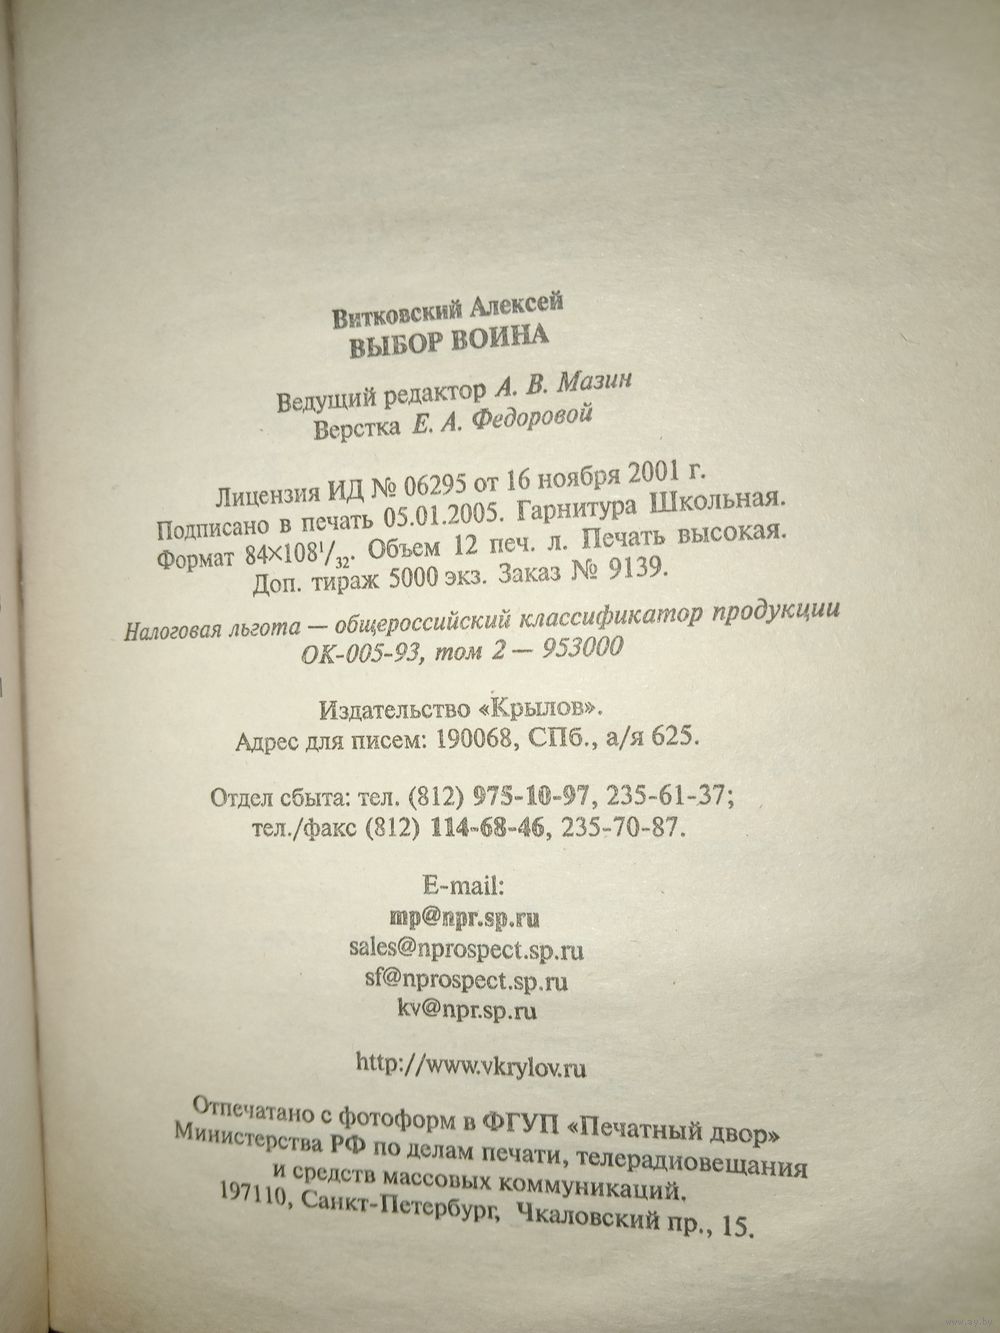 Витковский Алексей
ВЫБОР ВОИНА
Ведущий редактор А. В. Мазин
Верстка Е. А. Федоровой
Лицензия ИД № 06295 от 16 ноября 2001 г.
Подписано в печать 05.01.2005. Гарнитура Школьная.
Формат 84×108¹/₃₂. Объем 12 печ. л. Печать высокая.
Доп. тираж 5000 экз. Заказ № 9139.
Налоговая льгота — общероссийский классификатор продукции
ОК-005-93, том 2 — 953000
Издательство «Крылов».
Адрес для писем: 190068, СПб., а/я 625.
Отдел сбыта: тел. (812) 975-10-97, 235-61-37;
тел./факс (812) 114-68-46, 235-70-87.
E-mail:
mp@npr.sp.ru
sales@nprospect.sp.ru
sf@nprospect.sp.ru
kv@npr.sp.ru
http://www.vkrylov.ru
Отпечатано с фотоформ в ФГУП «Печатный двор»
Министерства РФ по делам печати, телерадиовещания
и средств массовых коммуникаций.
197110, Санкт-Петербург, Чкаловский пр., 15.
www.ay.by